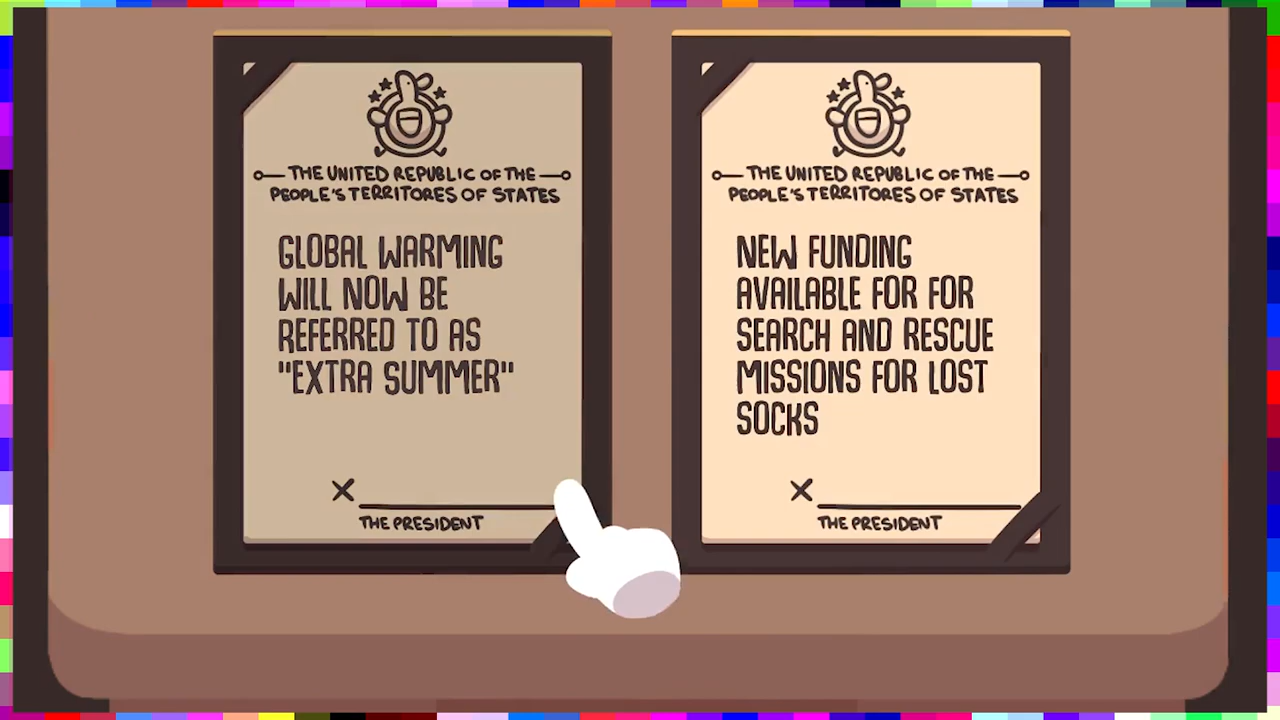 THE UNITED REPUBLIC OF THE
PEOPLE'S TERRITORES OF STATES
GLOBAL WARMING
WILL NOW BE
REFERRED TO AS
"EXTRA SUMMER"
X
THE PRESIDENT
THE UNITED REPUBLIC OF THE
PEOPLE'S TERRITORES OF STATES
NEW FUNDING
AVAILABLE FOR FOR
SEARCH AND RESCUE
MISSIONS FOR LOST
SOCKS
X
THE PRESIDENT